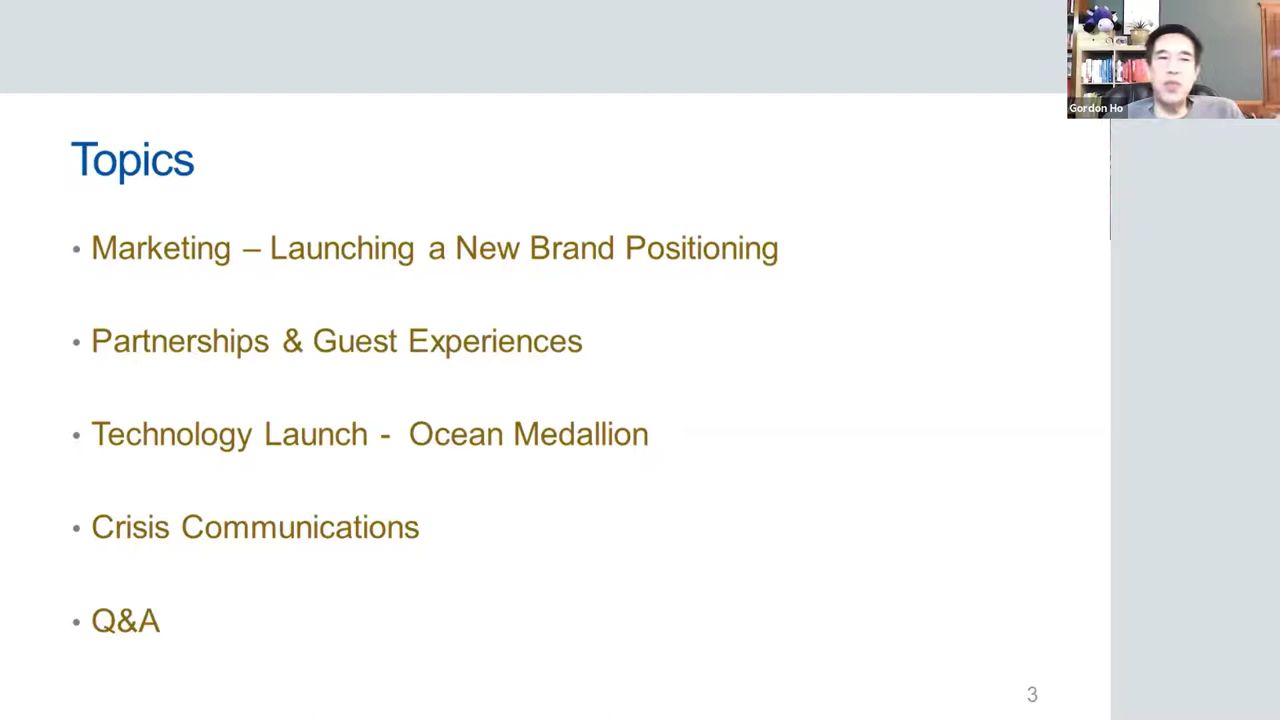 Gordon Ho
Topics
• Marketing – Launching a New Brand Positioning
• Partnerships & Guest Experiences
• Technology Launch - Ocean Medallion
• Crisis Communications
• Q&A
3